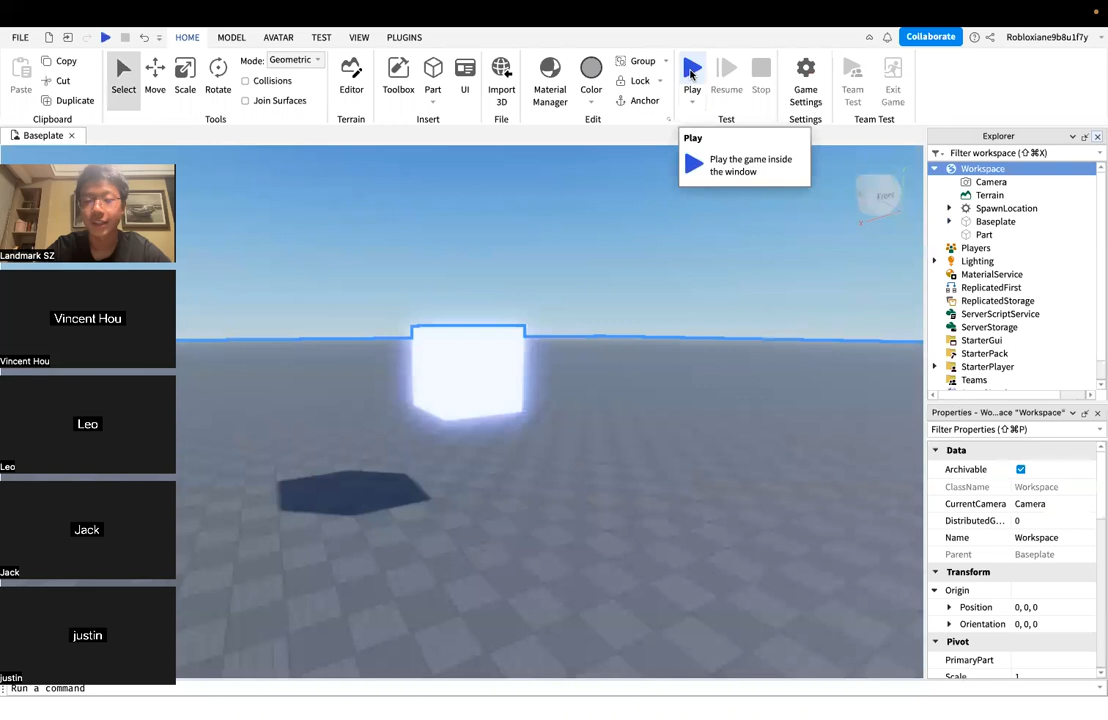 FILE HOME MODEL AVATAR TEST VIEW PLUGINS Collaborate Robloxiane9b8u1f7y
Paste Copy Cut Duplicate Clipboard
Select Move Scale Rotate Mode: Geometric Collisions Join Surfaces Tools
Editor Terrain
Toolbox Part UI Insert
Import 3D File
Material Manager Color Group Lock Anchor Edit
Play Resume Stop Test
Game Settings Settings
Team Test Exit Game Team Test
Baseplate
Play
Play the game inside
the window
Front
Landmark SZ
Vincent Hou
Vincent Hou
Leo
Leo
Jack
Jack
justin
justin
Run a command
Explorer
Filter workspace (⇧⌘X)
Workspace
Camera
Terrain
SpawnLocation
Baseplate
Part
Players
Lighting
MaterialService
ReplicatedFirst
ReplicatedStorage
ServerScriptService
ServerStorage
StarterGui
StarterPack
StarterPlayer
Teams
Properties - Wo...ace "Workspace"
Filter Properties (⇧⌘P)
Data
Archivable
ClassName Workspace
CurrentCamera Camera
DistributedG... 0
Name Workspace
Parent Baseplate
Transform
Origin
Position 0, 0, 0
Orientation 0, 0, 0
Pivot
PrimaryPart
Scale 1